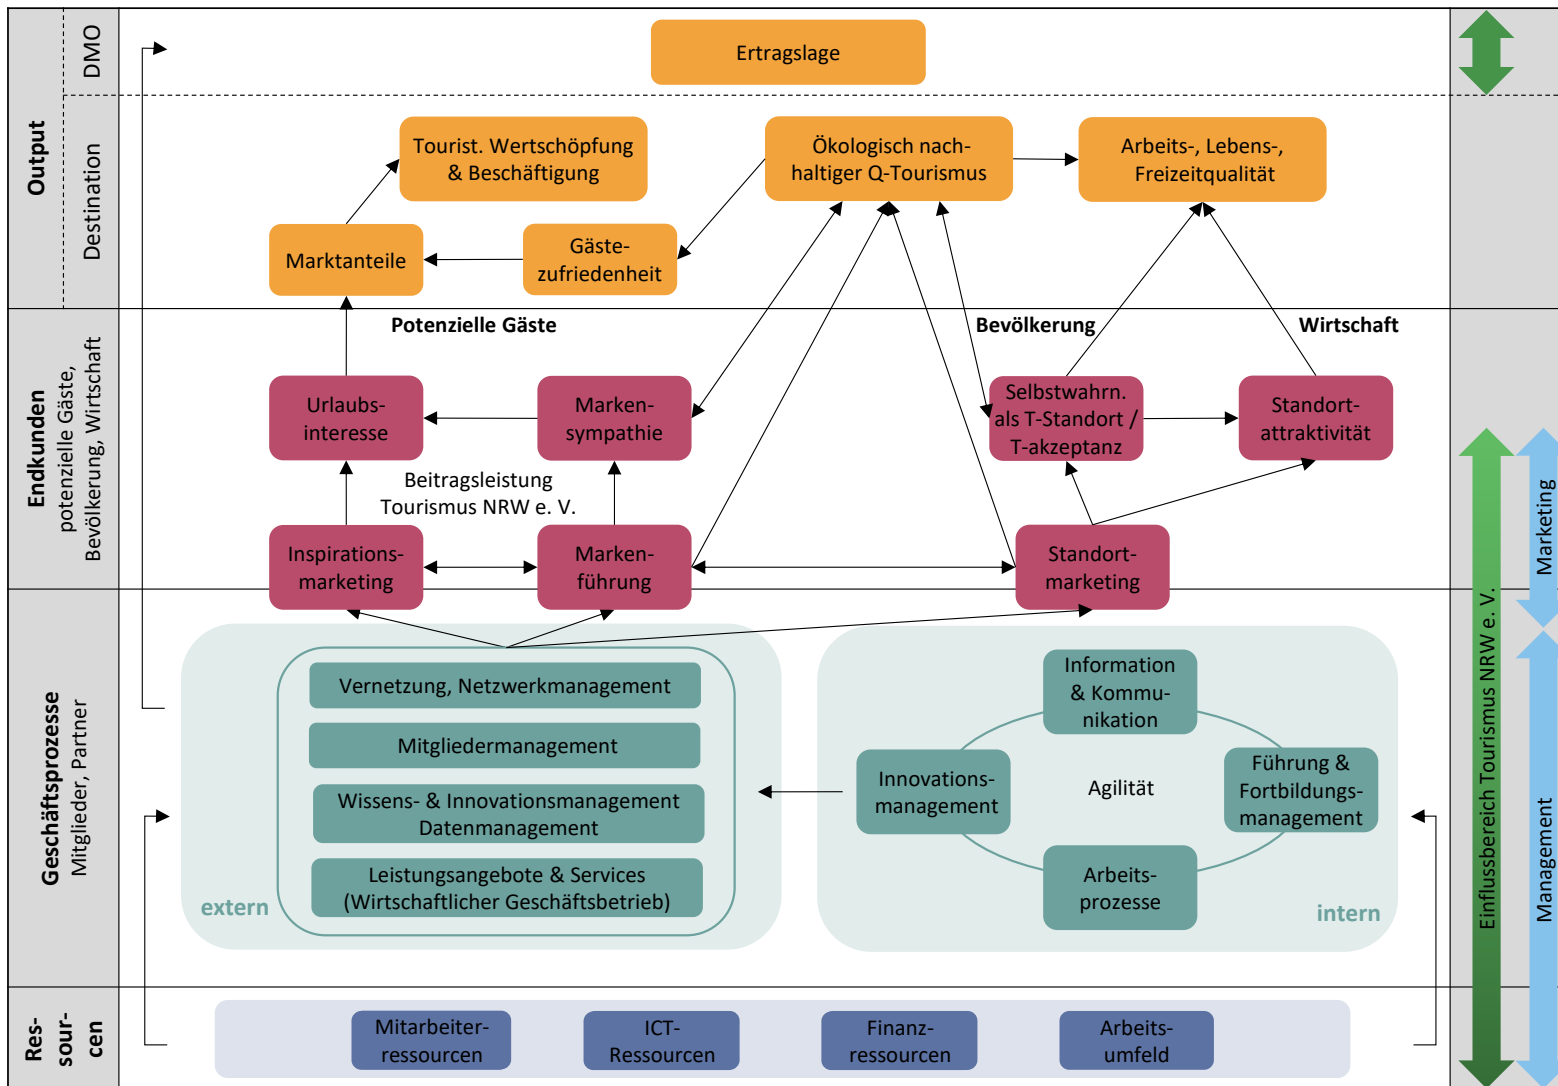 Output
DMO
Destination
Ertragslage
Tourist. Wertschöpfung
& Beschäftigung
Ökologisch nach-
haltiger Q-Tourismus
Arbeits-, Lebens-,
Freizeitqualität
Marktanteile
Gäste-
zufriedenheit
Endkunden
potenzielle Gäste,
Bevölkerung, Wirtschaft
Potenzielle Gäste
Bevölkerung
Wirtschaft
Urlaubs-
interesse
Marken-
sympathie
Selbstwahrn.
als T-Standort /
T-akzeptanz
Standort-
attraktivität
Beitragsleistung
Tourismus NRW e. V.
Inspirations-
marketing
Marken-
führung
Standort-
marketing
Geschäftsprozesse
Mitglieder, Partner
Vernetzung, Netzwerkmanagement
Mitgliedermanagement
Wissens- & Innovationsmanagement
Datenmanagement
Leistungsangebote & Services
(Wirtschaftlicher Geschäftsbetrieb)
extern
Information
& Kommu-
nikation
Innovations-
management
Agilität
Führung &
Fortbildungs-
management
Arbeits-
prozesse
intern
Res-
sour-
cen
Mitarbeiter-
ressourcen
ICT-
Ressourcen
Finanz-
ressourcen
Arbeits-
umfeld
Einflussbereich Tourismus NRW e. V.
Marketing
Management